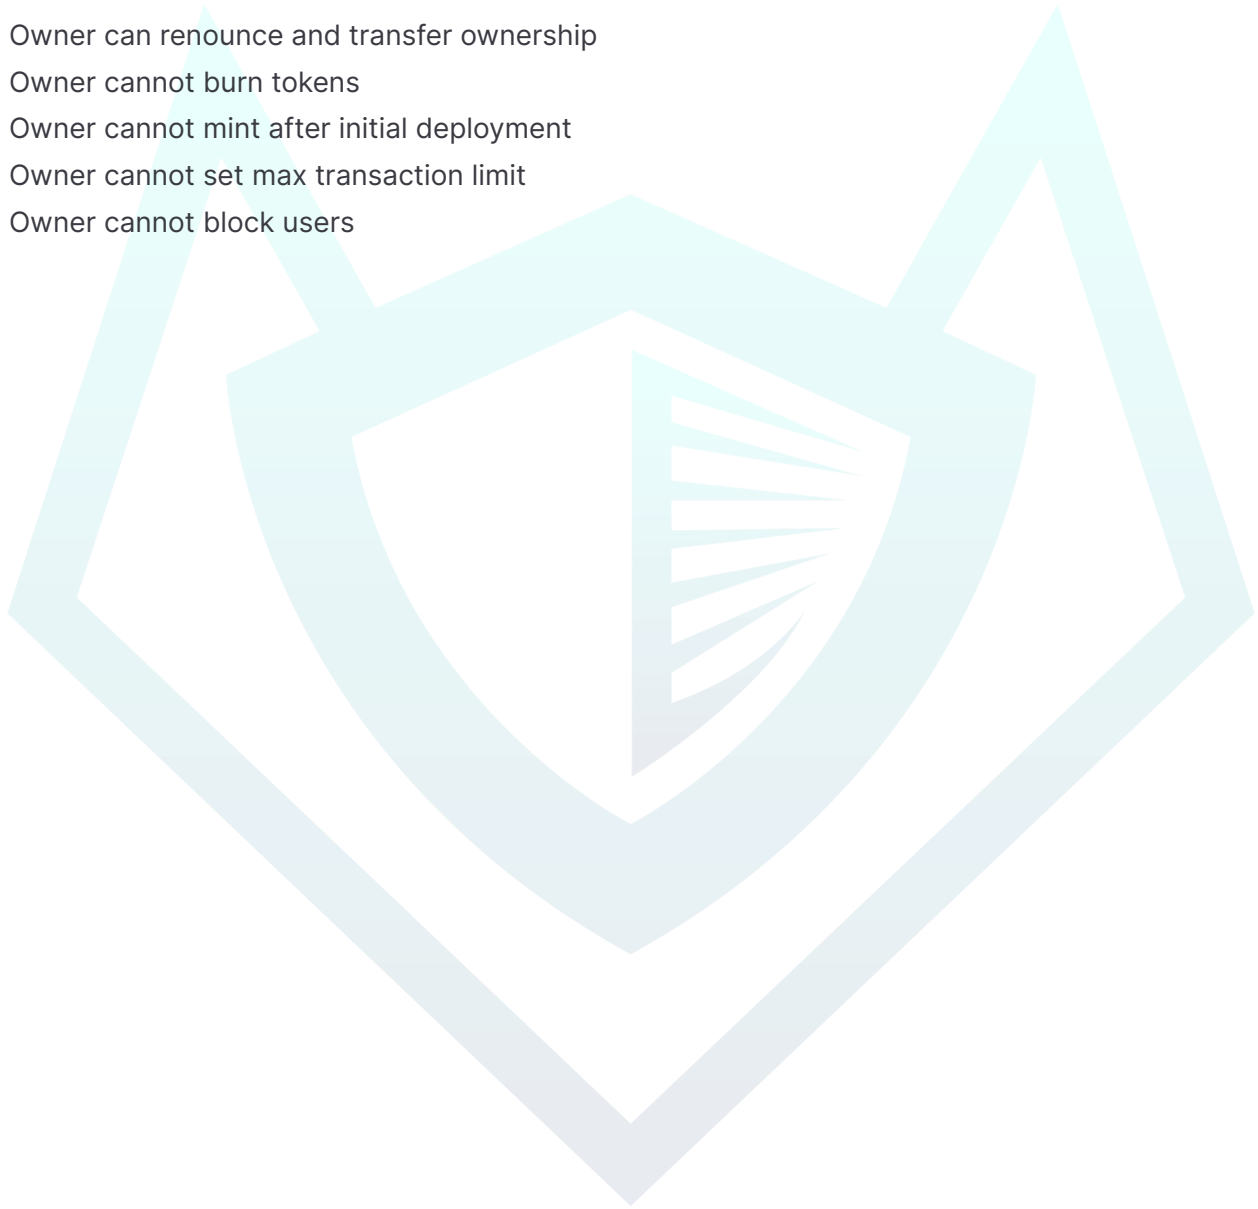 Owner can renounce and transfer ownership
Owner cannot burn tokens
Owner cannot mint after initial deployment
Owner cannot set max transaction limit
Owner cannot block users